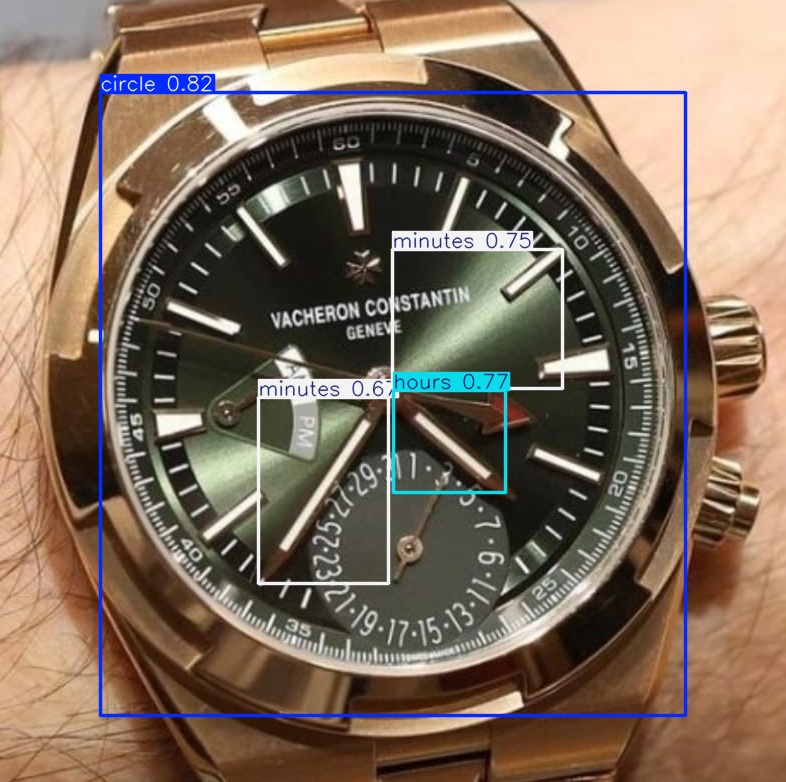 circle 0.82
60
5
55
10
minutes 0.75
50
VACHERON CONSTANTIN
GENEVE
15
minutes 0.67
hours 0.77
45
PM
31 1 · 3 · 5 · 7 · 9 · 11 · 13 · 15 · 17 · 19 · 21 · 23 · 25 · 27 · 29 ·
20
40
25
35